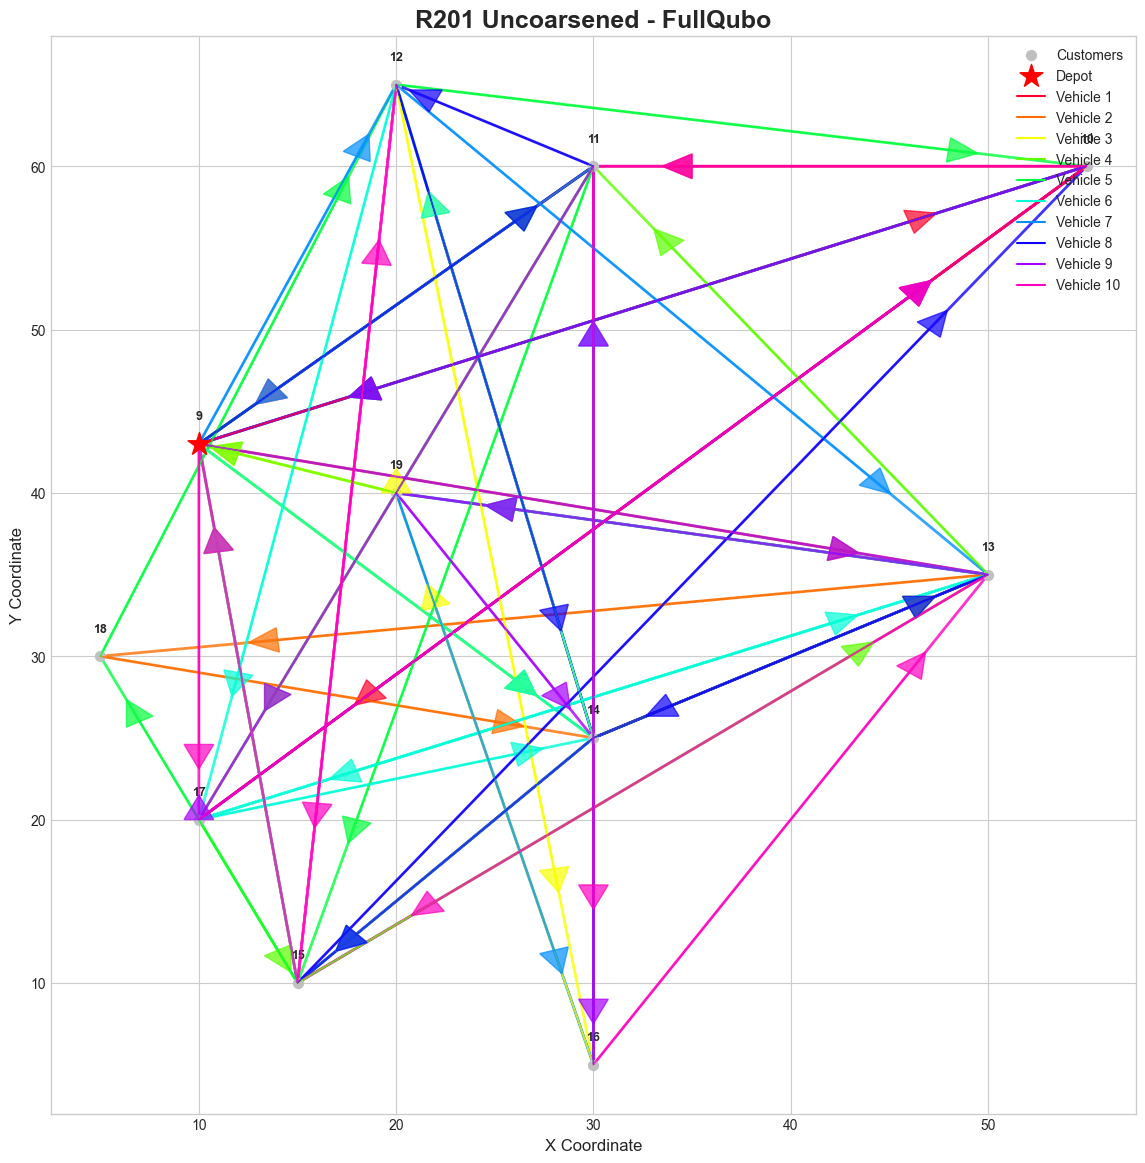 R201 Uncoarsened - FullQubo
12
11
10
Customers
Depot
Vehicle 1
Vehicle 2
Vehicle 3
Vehicle 4
Vehicle 5
Vehicle 6
Vehicle 7
Vehicle 8
Vehicle 9
Vehicle 10
9
19
13
18
14
17
15
16
60
50
40
30
20
10
Y Coordinate
10
20
30
40
50
X Coordinate